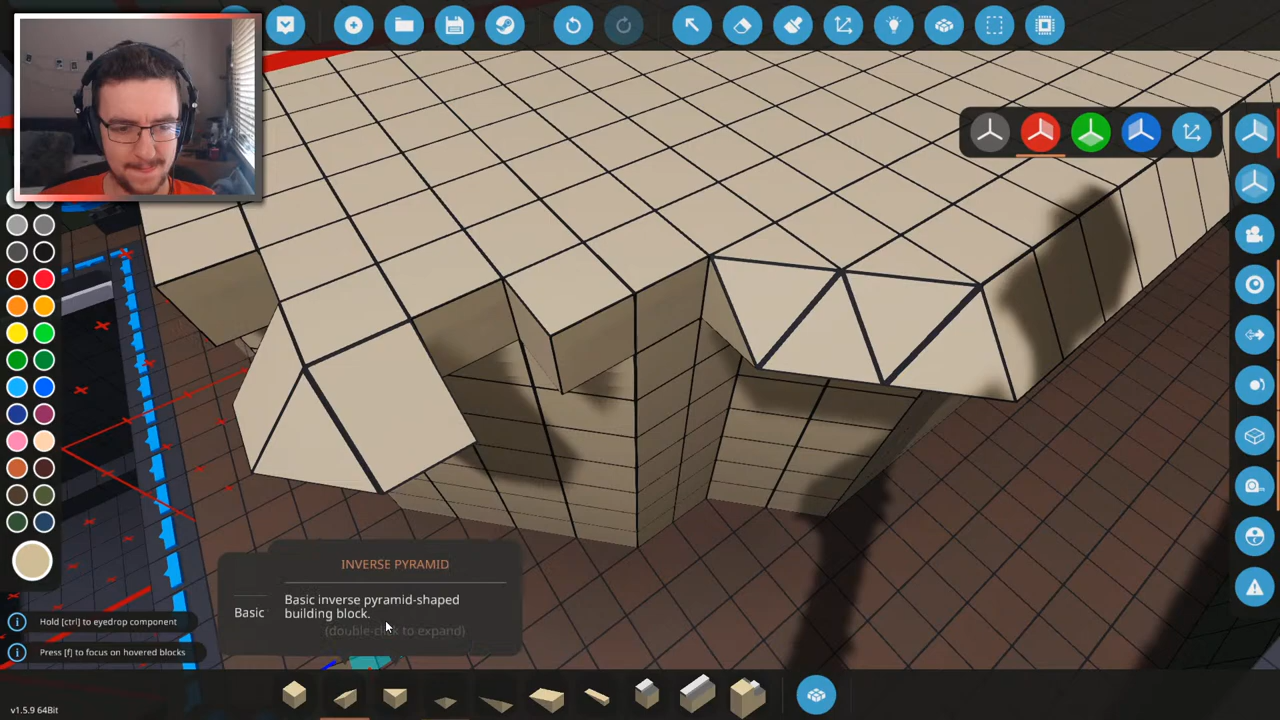 INVERSE PYRAMID
Basic inverse pyramid-shaped
building block.
Basic
(double-click to expand)
Hold [ctrl] to eyedrop component
Press [f] to focus on hovered blocks
v1.5.9 64Bit